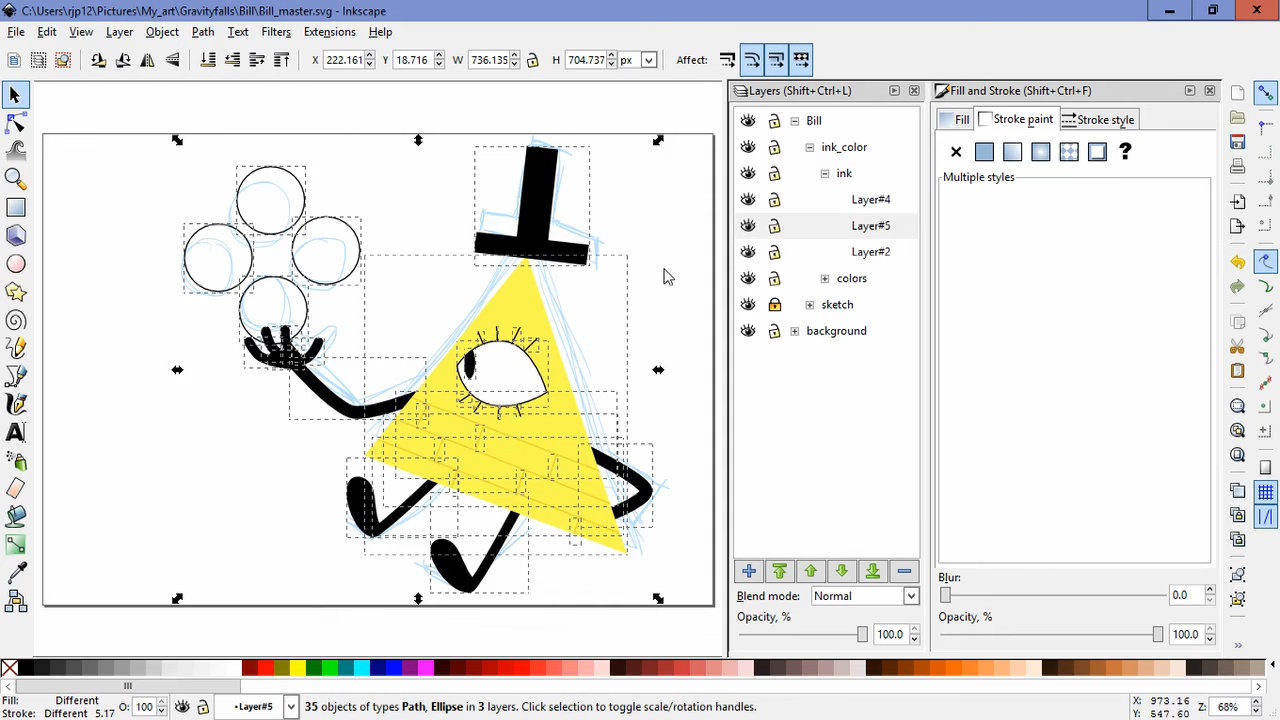 C:\Users\rjp12\Pictures\My_art\Gravityfalls\Bill\Bill_master.svg - Inkscape
File Edit View Layer Object Path Text Filters Extensions Help
X 222.161 Y 18.716 W 736.135 H 704.737 px Affect:
Layers (Shift+Ctrl+L)
Bill
ink_color
ink
Layer#4
Layer#5
Layer#2
colors
sketch
background
Blend mode: Normal
Opacity, %
100.0
Fill and Stroke (Shift+Ctrl+F)
Fill Stroke paint Stroke style
?
Multiple styles
Blur:
0.0
Opacity, %
100.0
Fill: Different
Stroke: Different 5.17
O: 100
•Layer#5
35 objects of types Path, Ellipse in 3 layers. Click selection to toggle scale/rotation handles.
X: 973.16
Y: 547.60
Z: 68%